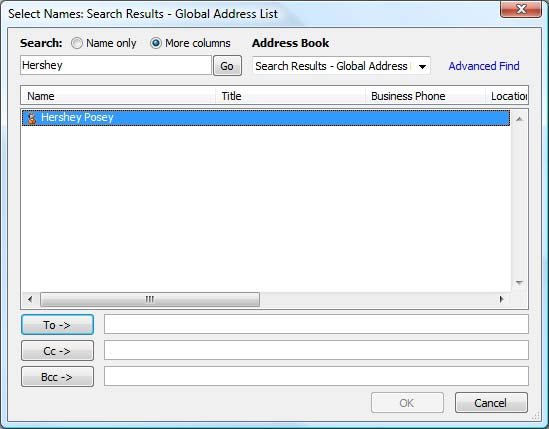 Select Names: Search Results - Global Address List
Search: Name only More columns Address Book
Hershey Go Search Results - Global Address Advanced Find
Name Title Business Phone Location
Hershey Posey
To ->
Cc ->
Bcc ->
OK Cancel